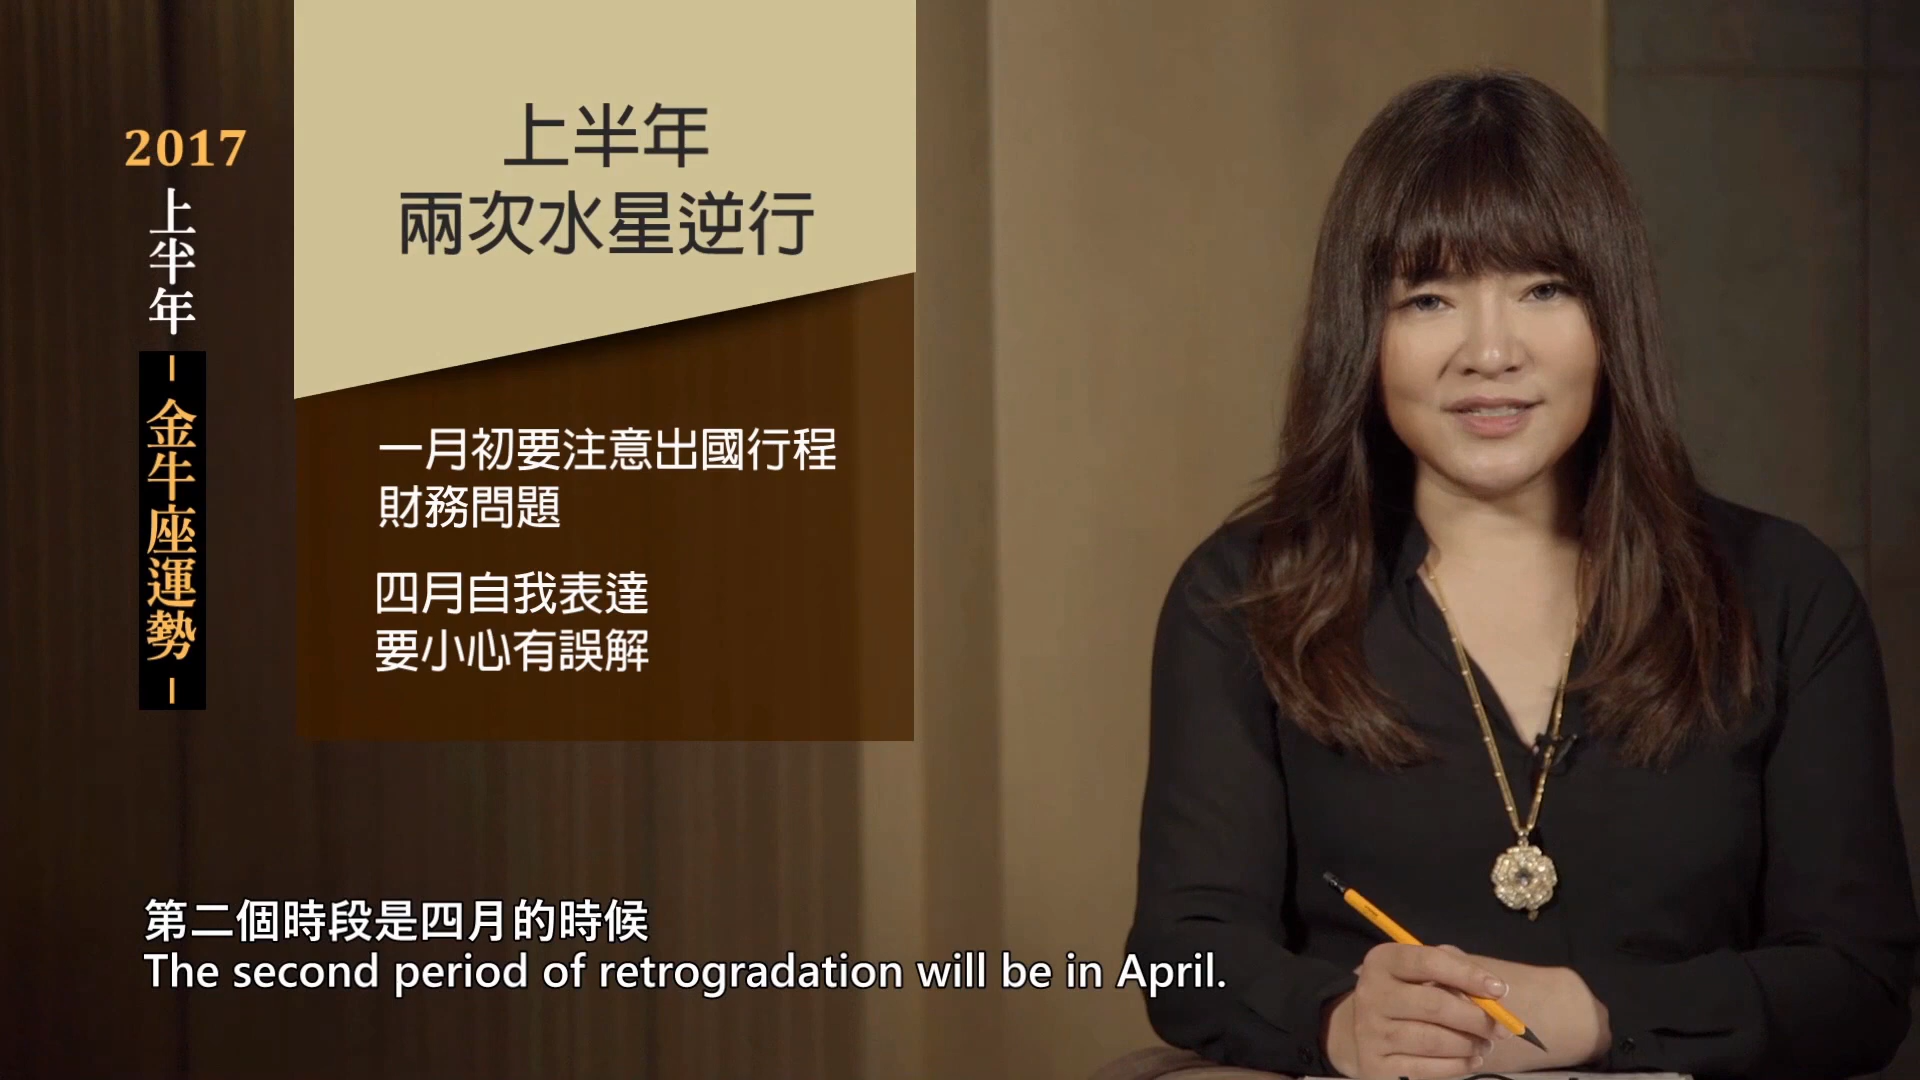 2017
上半年
金牛座運勢
上半年
兩次水星逆行
一月初要注意出國行程
財務問題
四月自我表達
要小心有誤解
第二個時段是四月的時候
The second period of retrogradation will be in April.